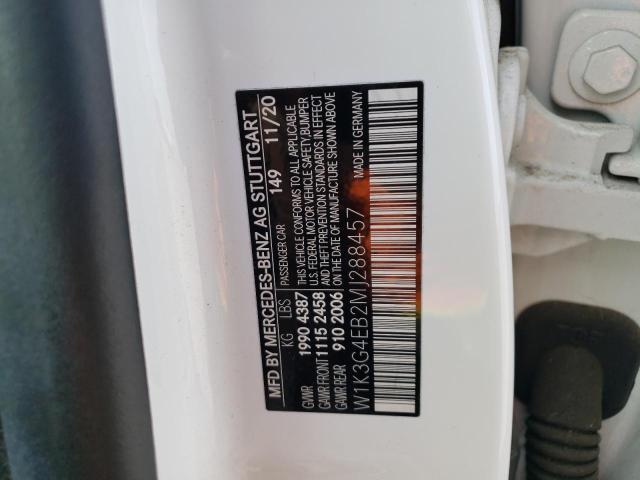 MFD BY MERCEDES-BENZ AG STUTTGART
PASSENGER CAR 149 11/20
KG LBS
GVWR 1990 4387
GAWR FRONT 1115 2458
GAWR REAR 910 2006
THIS VEHICLE CONFORMS TO ALL APPLICABLE
U.S. FEDERAL MOTOR VEHICLE SAFETY, BUMPER
AND THEFT PREVENTION STANDARDS IN EFFECT
ON THE DATE OF MANUFACTURE SHOWN ABOVE
W1K3G4EB2MJ288457 MADE IN GERMANY